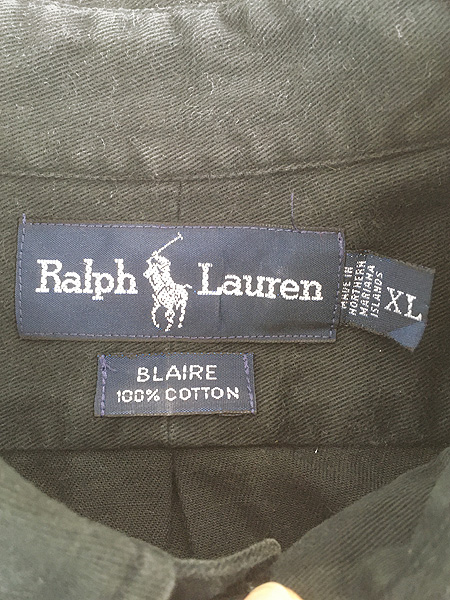 Ralph Lauren
MADE IN
NORTHERN
MARIANA
ISLANDS
XL
BLAIRE
100% COTTON